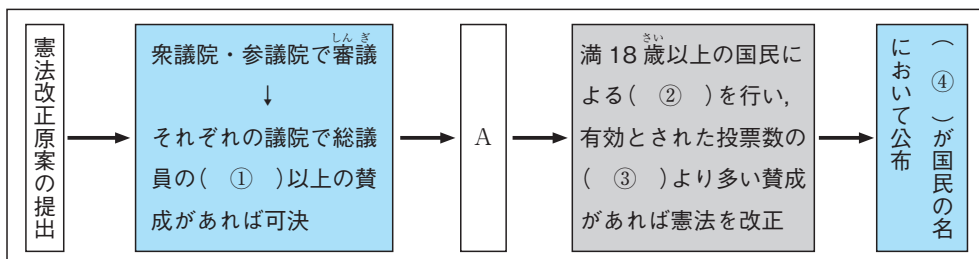 憲法改正原案の提出
衆議院・参議院で審議
しんぎ
↓
それぞれの議院で総議
員の( ① )以上の賛
成があれば可決
A
満18歳以上の国民に
さい
よる( ② )を行い,
有効とされた投票数の
( ③ )より多い賛成
があれば憲法を改正
( ④ )が国民の名
において公布